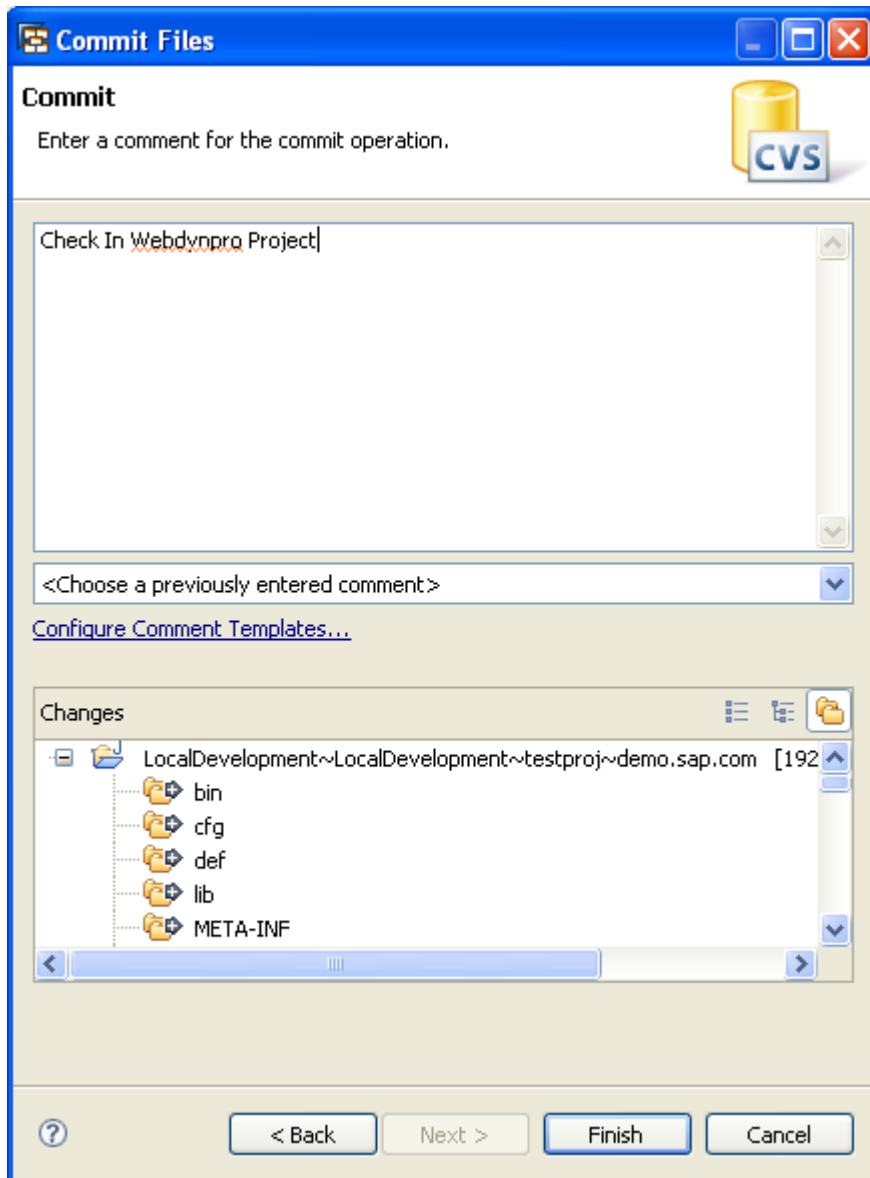 Commit Files
Commit
Enter a comment for the commit operation.
CVS
Check In Webdynpro Project
<Choose a previously entered comment>
Configure Comment Templates...
Changes
LocalDevelopment~LocalDevelopment~testproj~demo.sap.com [192
bin
cfg
def
lib
META-INF
? < Back Next > Finish Cancel